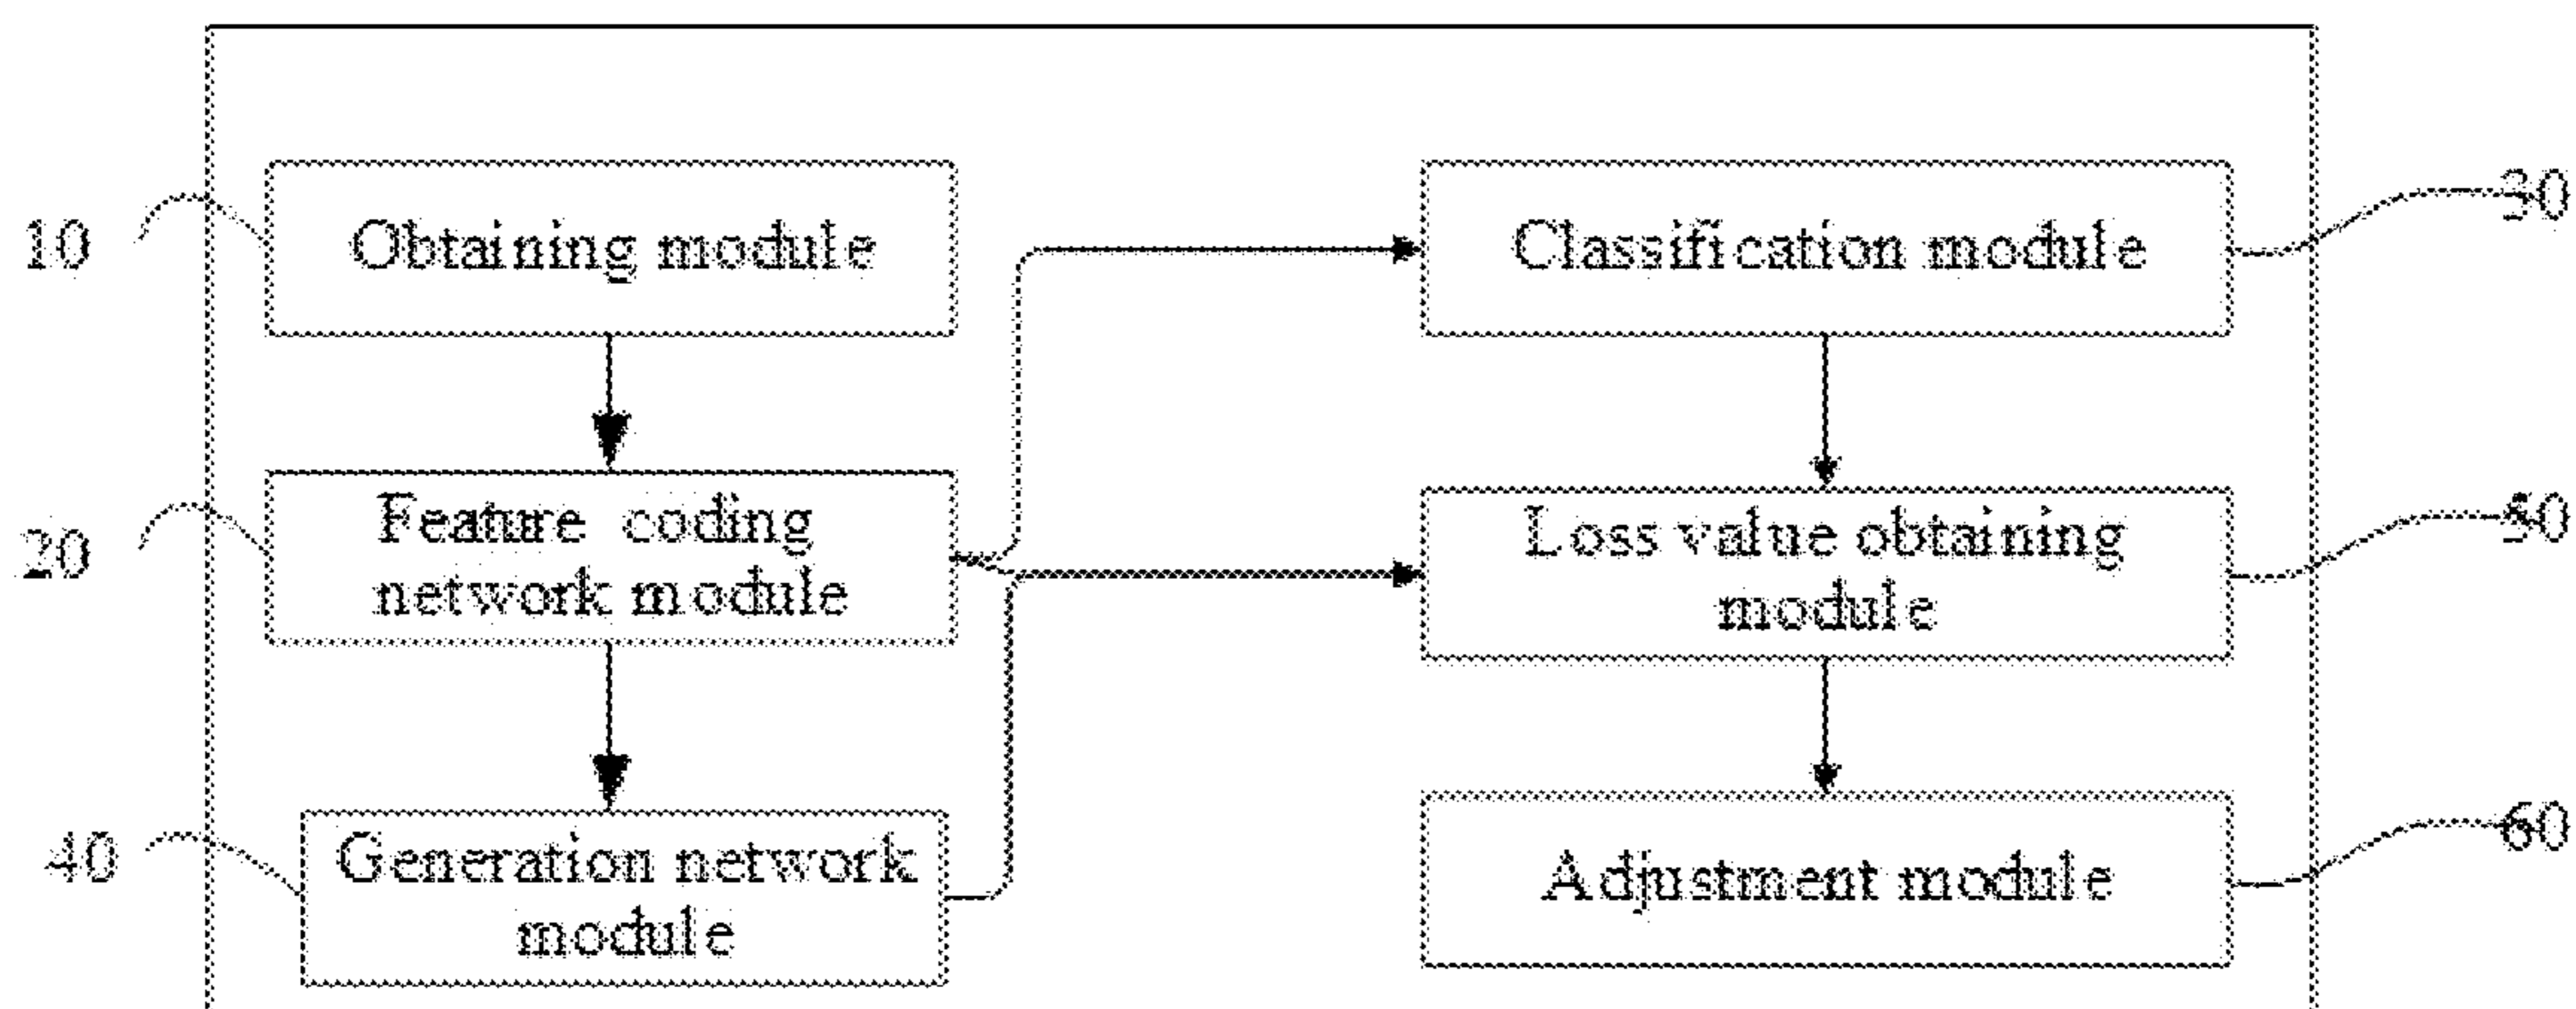 10
Obtaining module
Classification module
30
20
Feature coding
network module
Loss value obtaining
module
50
40
Generation network
module
Adjustment module
60